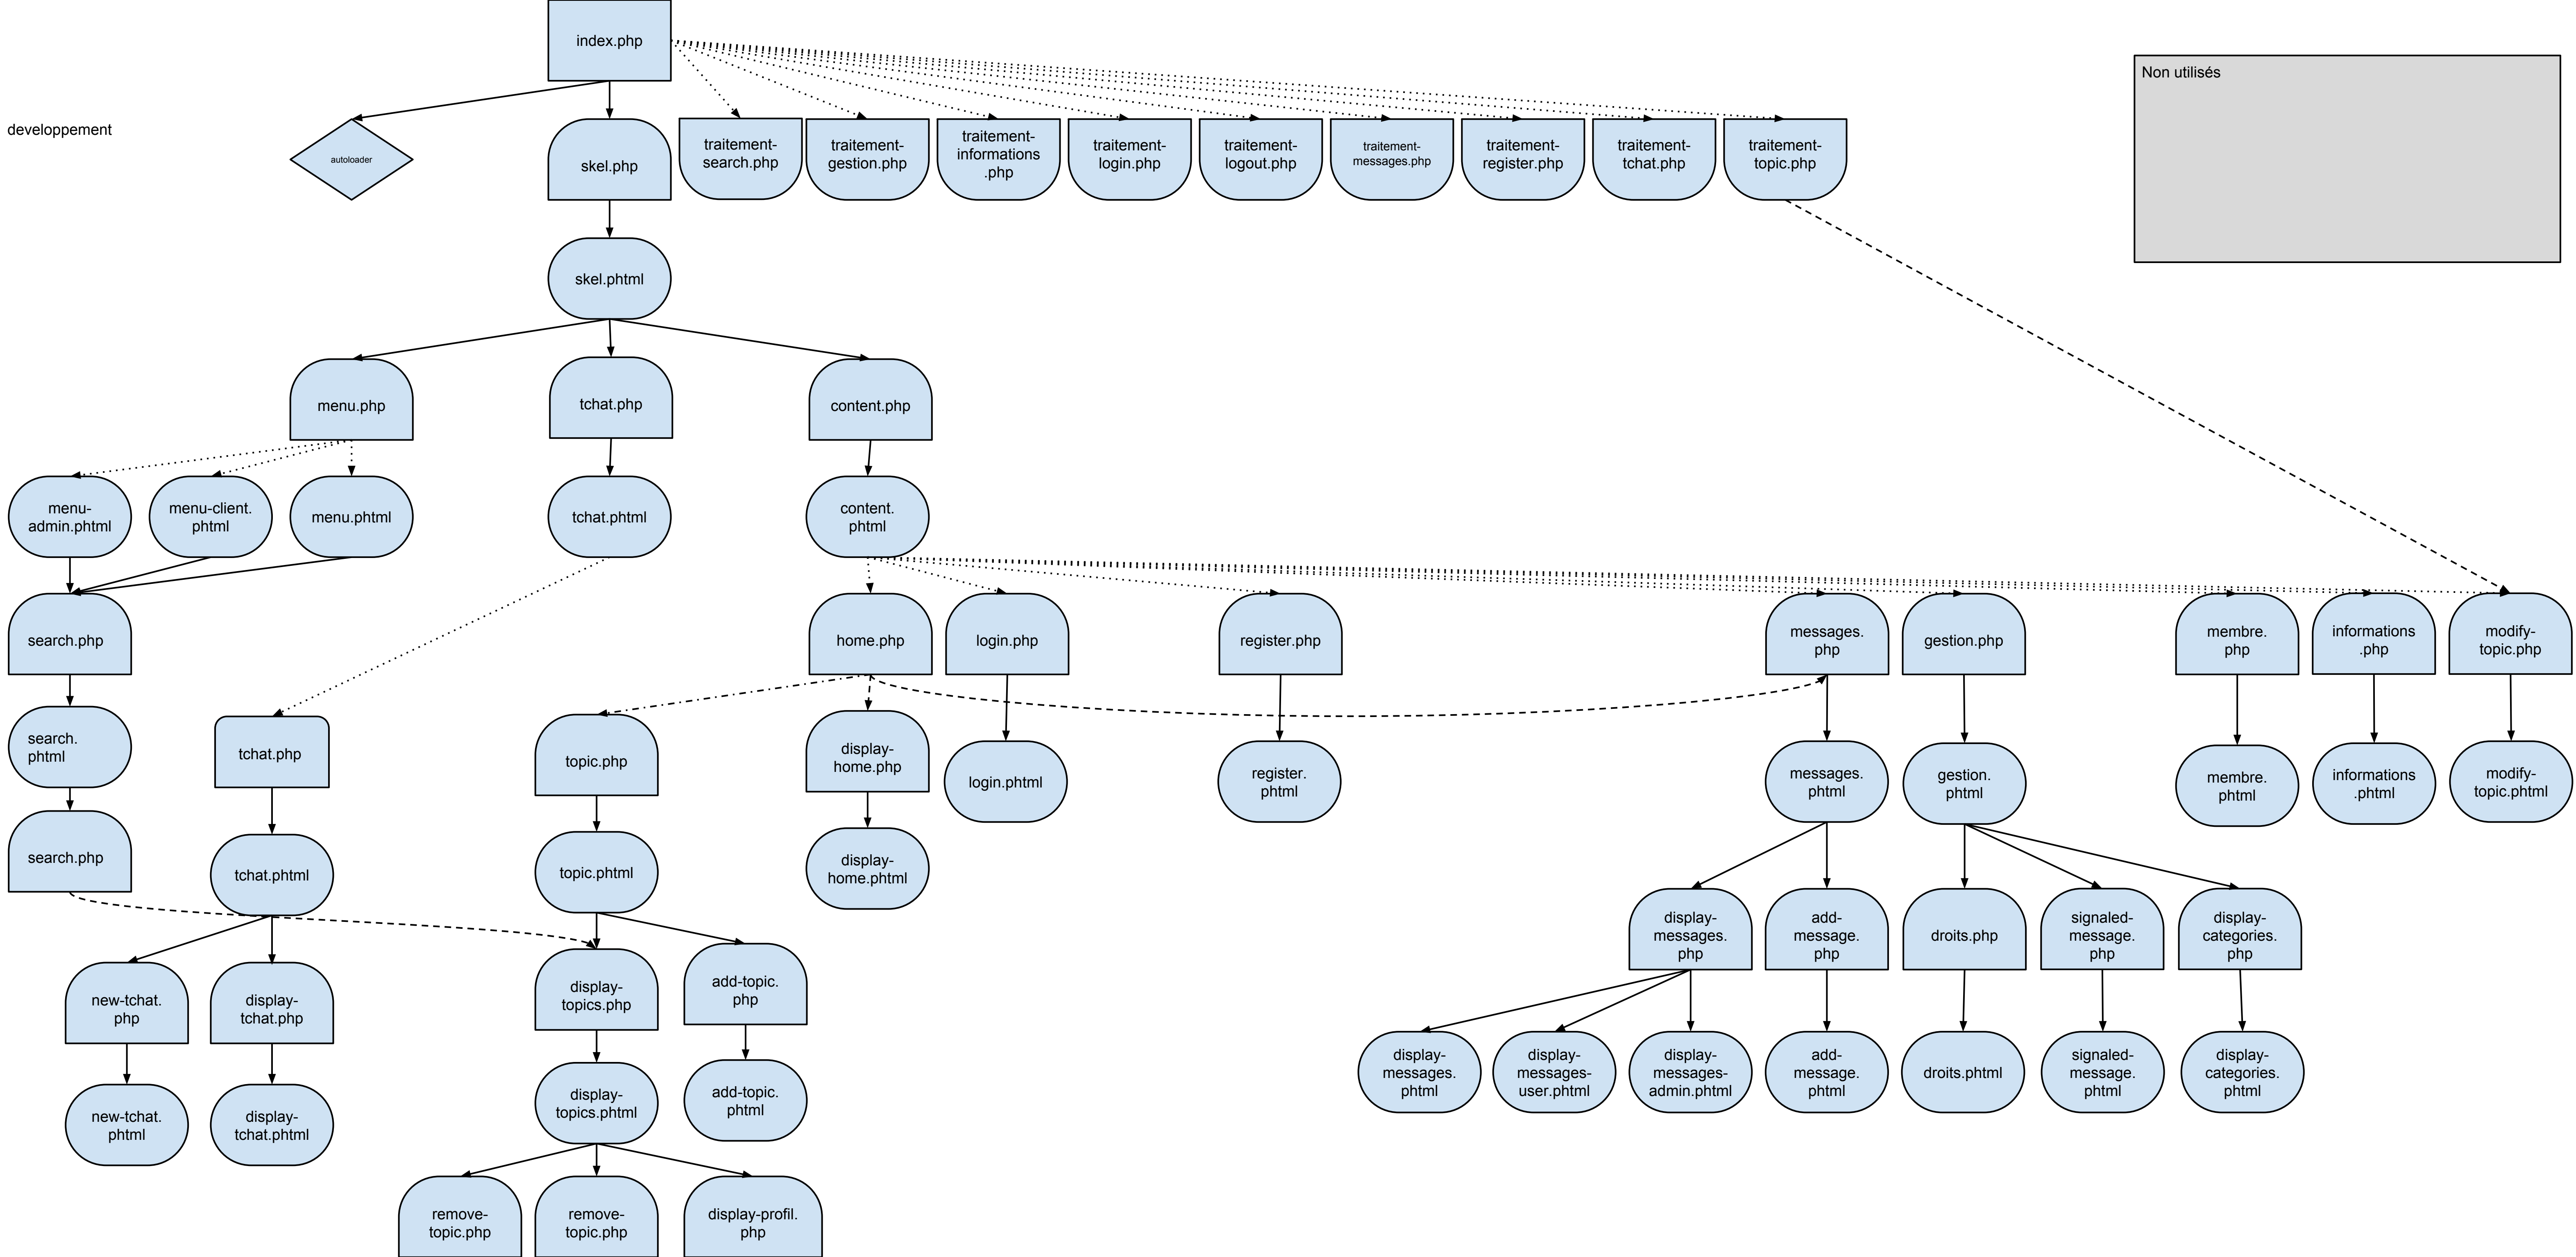 index.php
Non utilisés
developpement
autoloader
skel.php
traitement-
search.php
traitement-
gestion.php
traitement-
informations
.php
traitement-
login.php
traitement-
logout.php
traitement-
messages.php
traitement-
register.php
traitement-
tchat.php
traitement-
topic.php
skel.phtml
menu.php
tchat.php
content.php
menu-
admin.phtml
menu-client.
phtml
menu.phtml
tchat.phtml
content.
phtml
search.php
home.php
login.php
register.php
messages.
php
gestion.php
membre.
php
informations
.php
modify-
topic.php
search.
phtml
tchat.php
topic.php
display-
home.php
login.phtml
register.
phtml
messages.
phtml
gestion.
phtml
membre.
phtml
informations
.phtml
modify-
topic.phtml
search.php
tchat.phtml
topic.phtml
display-
home.phtml
display-
messages.
php
add-
message.
php
droits.php
signaled-
message.
php
display-
categories.
php
new-tchat.
php
display-
tchat.php
display-
topics.php
add-topic.
php
display-
messages.
phtml
display-
messages-
user.phtml
display-
messages-
admin.phtml
add-
message.
phtml
droits.phtml
signaled-
message.
phtml
display-
categories.
phtml
new-tchat.
phtml
display-
tchat.phtml
display-
topics.phtml
add-topic.
phtml
remove-
topic.php
remove-
topic.php
display-profil.
php